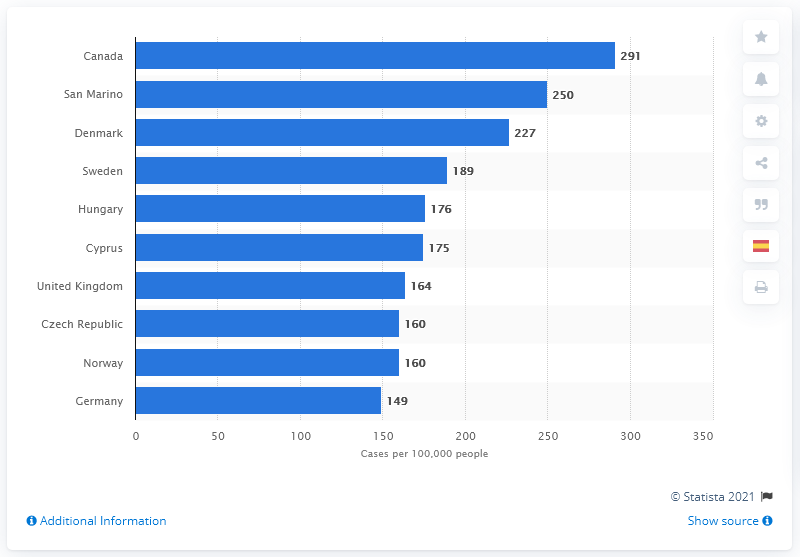 Canada 291
San Marino 250
Denmark 227
Sweden 189
Hungary 176
Cyprus 175
United Kingdom 164
Czech Republic 160
Norway 160
Germany 149
0 50 100 150 200 250 300 350
Cases per 100,000 people
© Statista 2021
Additional Information
Show source